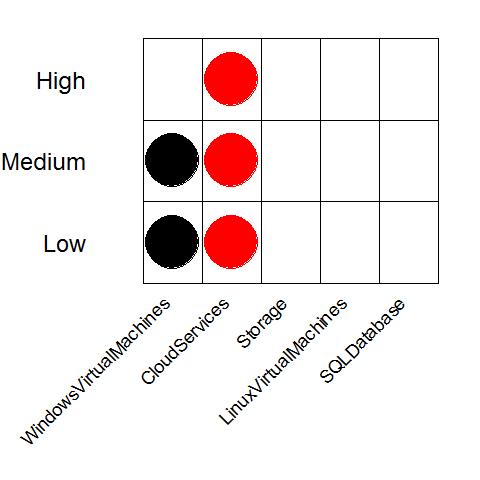 High
Medium
Low
WindowsVirtualMachines
CloudServices
Storage
LinuxVirtualMachines
SQLDatabase